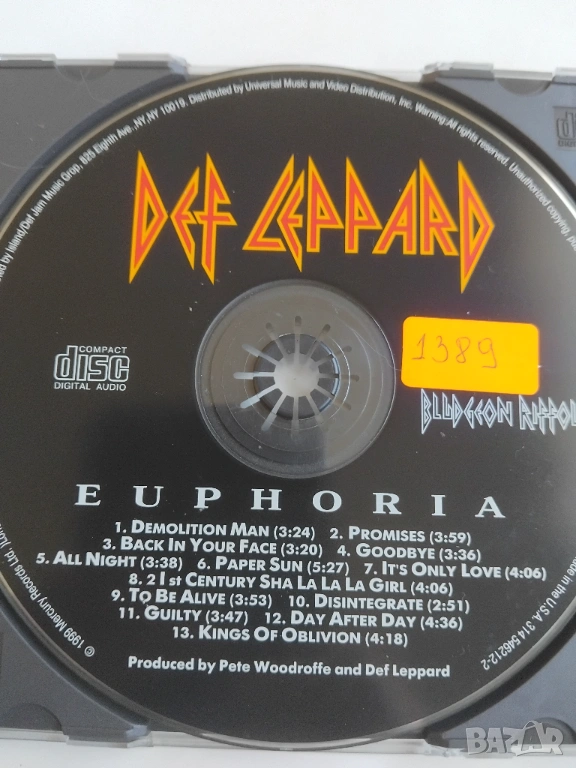 by Island/Def Jam Music Grop, 825 Eighth Ave., NY, NY 10019. Distributed by Universal Music and Video Distribution, Inc. Warning: All rights reserved. Unauthorized copying,
DEF LEPPARD
COMPACT
disc
DIGITAL AUDIO
1389
BLUDGEON
EUPHORIA
1. DEMOLITION MAN (3:24) 2. PROMISES (3:59)
3. BACK IN YOUR FACE (3:20) 4. GOODBYE (3:36)
5. ALL NIGHT (3:38) 6. PAPER SUN (5:27) 7. IT'S ONLY LOVE (4:06)
8. 2 1st CENTURY SHA LA LA LA GIRL (4:06)
9. TO BE ALIVE (3:53) 10. DISINTEGRATE (2:51)
11. GUILTY (3:47) 12. DAY AFTER DAY (4:36)
13. KINGS OF OBLIVION (4:18)
Produced by Pete Woodroffe and Def Leppard
© 1999 Mercury Records Ltd.
in the U.S.A. 314 546212-2
BAZAR